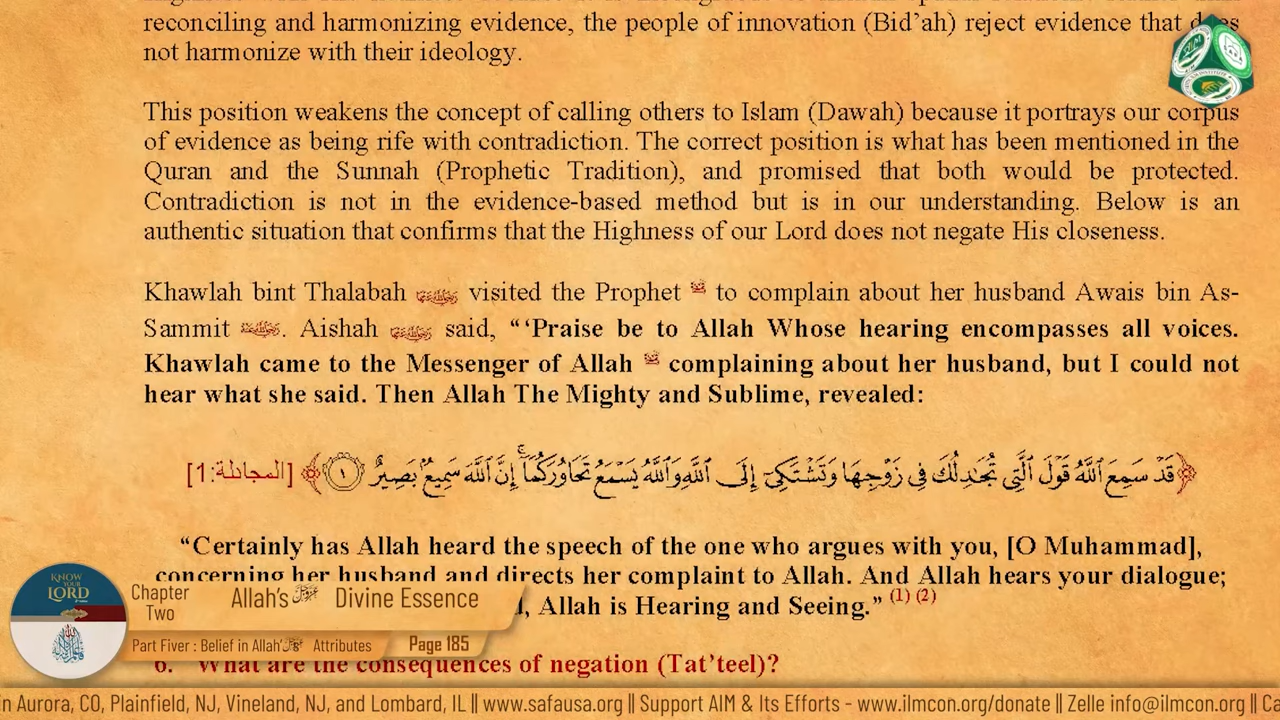 reconciling and harmonizing evidence, the people of innovation (Bid’ah) reject evidence that does
not harmonize with their ideology.
This position weakens the concept of calling others to Islam (Dawah) because it portrays our corpus
of evidence as being rife with contradiction. The correct position is what has been mentioned in the
Quran and the Sunnah (Prophetic Tradition), and promised that both would be protected.
Contradiction is not in the evidence-based method but is in our understanding. Below is an
authentic situation that confirms that the Highness of our Lord does not negate His closeness.
Khawlah bint Thalabah visited the Prophet ﷺ to complain about her husband Awais bin As-
Sammit. Aishah said, “‘Praise be to Allah Whose hearing encompasses all voices.
Khawlah came to the Messenger of Allah ﷺ complaining about her husband, but I could not
hear what she said. Then Allah The Mighty and Sublime, revealed:
﴿قَدْ سَمِعَ ٱللَّهُ قَوْلَ ٱلَّتِي تُجَٰدِلُكَ فِي زَوْجِهَا وَتَشْتَكِيٓ إِلَى ٱللَّهِ وَٱللَّهُ يَسْمَعُ تَحَاوُرَكُمَآۚ إِنَّ ٱللَّهَ سَمِيعُۢ بَصِيرٌ ١﴾ [المجادلة:1]
“Certainly has Allah heard the speech of the one who argues with you, [O Muhammad],
concerning her husband and directs her complaint to Allah. And Allah hears your dialogue;
, Allah is Hearing and Seeing.” (1) (2)
6. What are the consequences of negation (Tat’teel)?
KNOW YOUR LORD
Chapter Two
Allah’s Divine Essence
Part Fiver : Belief in Allah’s Attributes
Page 185
n Aurora, CO, Plainfield, NJ, Vineland, NJ, and Lombard, IL || www.safausa.org || Support AIM & Its Efforts - www.ilmcon.org/donate || Zelle info@ilmcon.org || Ca